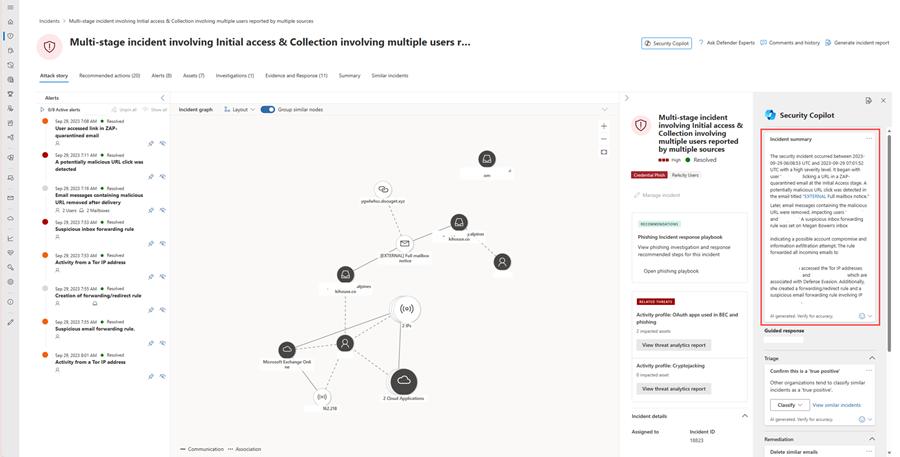 Incidents > Multi-stage incident involving Initial access & Collection involving multiple users reported by multiple sources
Multi-stage incident involving Initial access & Collection involving multiple users r...
Security Copilot
? Ask Defender Experts
Comments and history
Generate incident report
Attack story
Recommended actions (20)
Alerts (8)
Assets (7)
Investigations (1)
Evidence and Response (11)
Summary
Similar incidents
Alerts
0/8 Active alerts
Unpin all
Show all
Sep 29, 2023 7:08 AM • Resolved
User accessed link in ZAP-
quarantined email
Sep 29, 2023 7:11 AM • Resolved
A potentially malicious URL click was
detected
Sep 29, 2023 7:16 AM • Resolved
Email messages containing malicious
URL removed after delivery
2 Users 2 Mailboxes
Sep 29, 2023 7:53 AM • Resolved
Suspicious inbox forwarding rule
Sep 29, 2023 7:53 AM • Resolved
Activity from a Tor IP address
Sep 29, 2023 7:55 AM • Resolved
Creation of forwarding/redirect rule
Sep 29, 2023 7:55 AM • Resolved
Suspicious email forwarding rule.
Sep 29, 2023 8:01 AM • Resolved
Activity from a Tor IP address
Incident graph
Layout
Group similar nodes
om
ygwlwhoc.dsouget.xyz
.alpines
kihouse.co
[EXTERNAL] Full mailbox
notice
alpines
kihouse.co
2 IPs
Microsoft Exchange Onli
ne
162.218
2 Cloud Applications
Communication
Association
Multi-stage incident
involving Initial access &
Collection involving
multiple users reported
by multiple sources
High • Resolved
Credential Phish
Parkcity Users
Manage incident
RECOMMENDATIONS
Phishing Incident response playbook
View phishing investigation and response
recommended steps for this incident
Open phishing playbook
RELATED THREATS
Activity profile: OAuth apps used in BEC and
phishing
2 impacted assets
View threat analytics report
Activity profile: Cryptojacking
0 impacted asset
View threat analytics report
Incident details
Assigned to
Incident ID
18823
Security Copilot
Incident summary
The security incident occurred between 2023-
09-29 06:08:53 UTC and 2023-09-29 07:01:52
UTC with a high severity level. It began with
user ' licking a URL in a ZAP-
quarantined email at the Initial Access stage. A
potentially malicious URL click was detected in
the email titled "EXTERNAL Full mailbox notice."
Later, email messages containing the malicious
URL were removed, impacting users '
and A suspicious inbox forwarding
rule was set on Megan Bower's inbox
indicating a possible account compromise and
information exfiltration attempt. The rule
forwarded all incoming emails to
accessed the Tor IP addresses
and which are
associated with Defense Evasion. Additionally,
she created a forwarding/redirect rule and a
suspicious email forwarding rule involving IP
AI generated. Verify for accuracy.
Guided response
Triage
Confirm this is a 'true positive'
Other organizations tend to classify similar
incidents as a 'true positive'.
Classify
View similar incidents
AI generated. Verify for accuracy.
Remediation
Delete similar emails